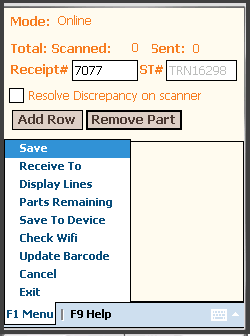 Mode: Online
Total: Scanned: 0 Sent: 0
Receipt# 7077 ST# TRN16298
Resolve Discrepancy on scanner
Add Row Remove Part
Save
Receive To
Display Lines
Parts Remaining
Save To Device
Check Wifi
Update Barcode
Cancel
Exit
F1 Menu | F9 Help